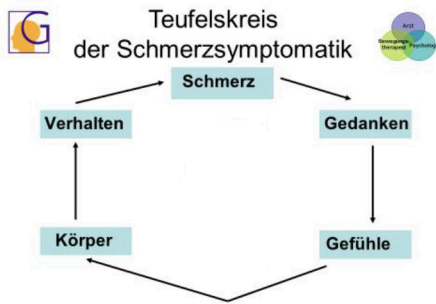 G
Teufelskreis
der Schmerzsymptomatik
Arzt
Bewegungs-
therapeut
Psychologe
Schmerz
Verhalten
Gedanken
Körper
Gefühle